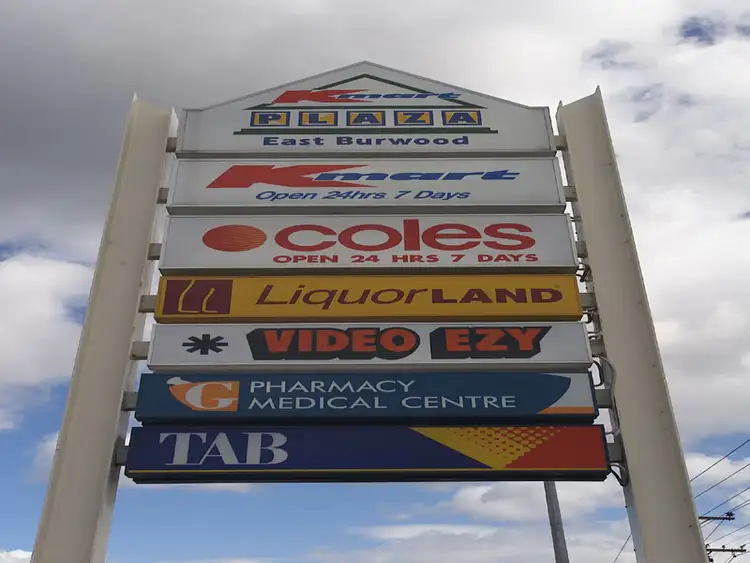 Kmart
PLAZA
East Burwood
Kmart
Open 24hrs 7 Days
coles
OPEN 24 HRS 7 DAYS
LIQUORLAND
VIDEO EZY
G PHARMACY
MEDICAL CENTRE
TAB